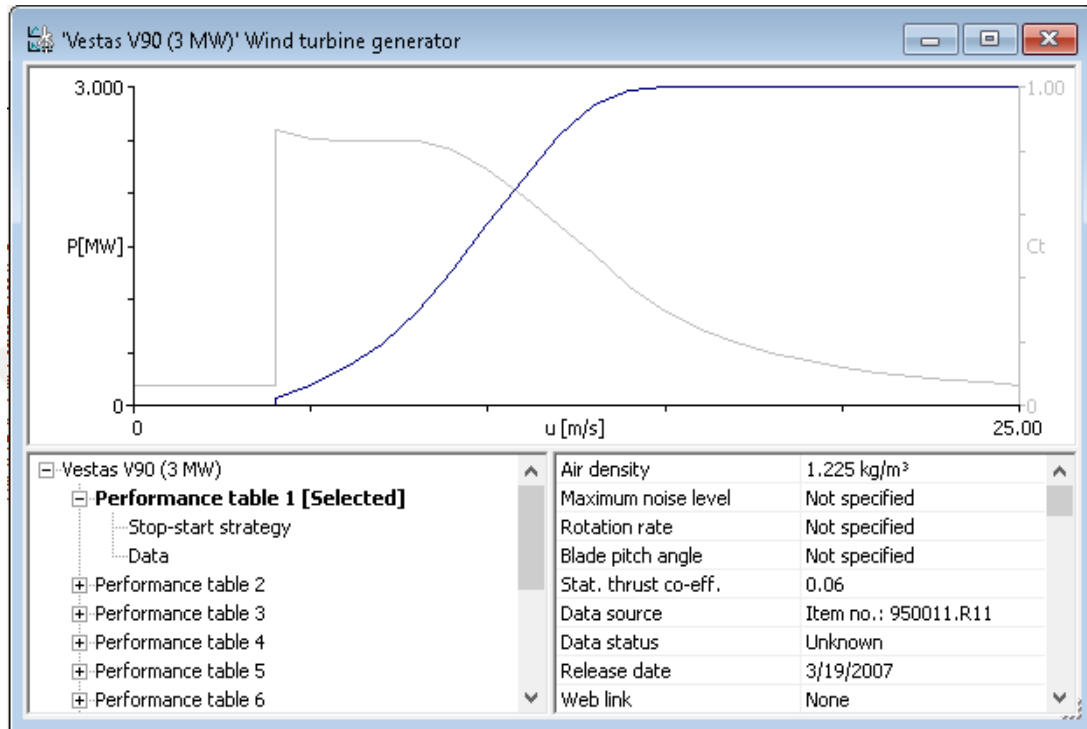 'Vestas V90 (3 MW)' Wind turbine generator
3.000
1.00
P[MW]
Ct
0
0
0
u [m/s]
25.00
Vestas V90 (3 MW)
Performance table 1 [Selected]
Stop-start strategy
Data
Performance table 2
Performance table 3
Performance table 4
Performance table 5
Performance table 6
Air density 1.225 kg/m³
Maximum noise level Not specified
Rotation rate Not specified
Blade pitch angle Not specified
Stat. thrust co-eff. 0.06
Data source Item no.: 950011.R11
Data status Unknown
Release date 3/19/2007
Web link None